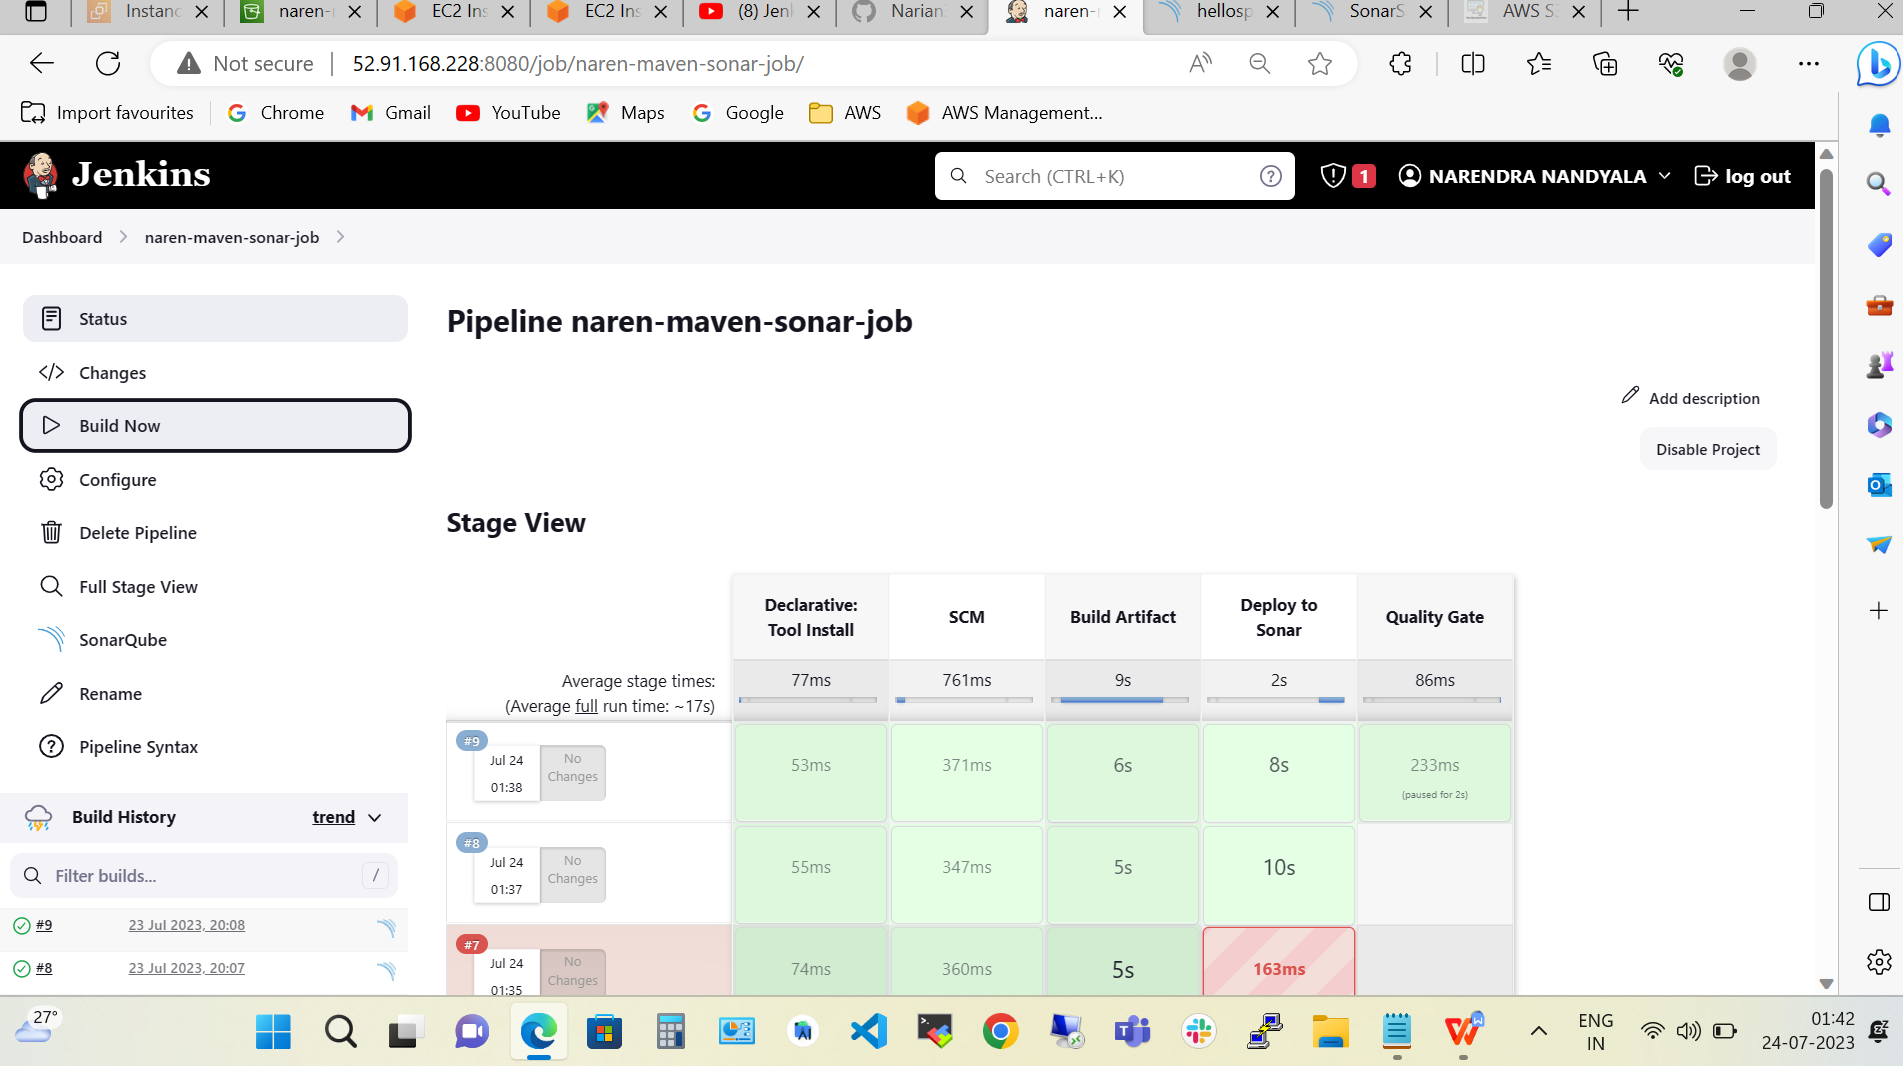 Instanc
naren-
EC2 Ins
EC2 Ins
(8) Jenk
Narian
naren-
hellosp
SonarS
AWS S
Not secure
52.91.168.228:8080/job/naren-maven-sonar-job/
Import favourites
Chrome
Gmail
YouTube
Maps
Google
AWS
AWS Management...
Jenkins
Search (CTRL+K)
1
NARENDRA NANDYALA
log out
Dashboard
naren-maven-sonar-job
Status
Changes
Build Now
Configure
Delete Pipeline
Full Stage View
SonarQube
Rename
Pipeline Syntax
Build History
trend
Filter builds...
/
#9
23 Jul 2023, 20:08
#8
23 Jul 2023, 20:07
Pipeline naren-maven-sonar-job
Add description
Disable Project
Stage View
Declarative:
Tool Install
SCM
Build Artifact
Deploy to
Sonar
Quality Gate
Average stage times:
(Average full run time: ~17s)
77ms
761ms
9s
2s
86ms
#9
Jul 24
01:38
No
Changes
53ms
371ms
6s
8s
233ms
(paused for 2s)
#8
Jul 24
01:37
No
Changes
55ms
347ms
5s
10s
#7
Jul 24
01:35
No
Changes
74ms
360ms
5s
163ms
27°
ENG
IN
01:42
24-07-2023